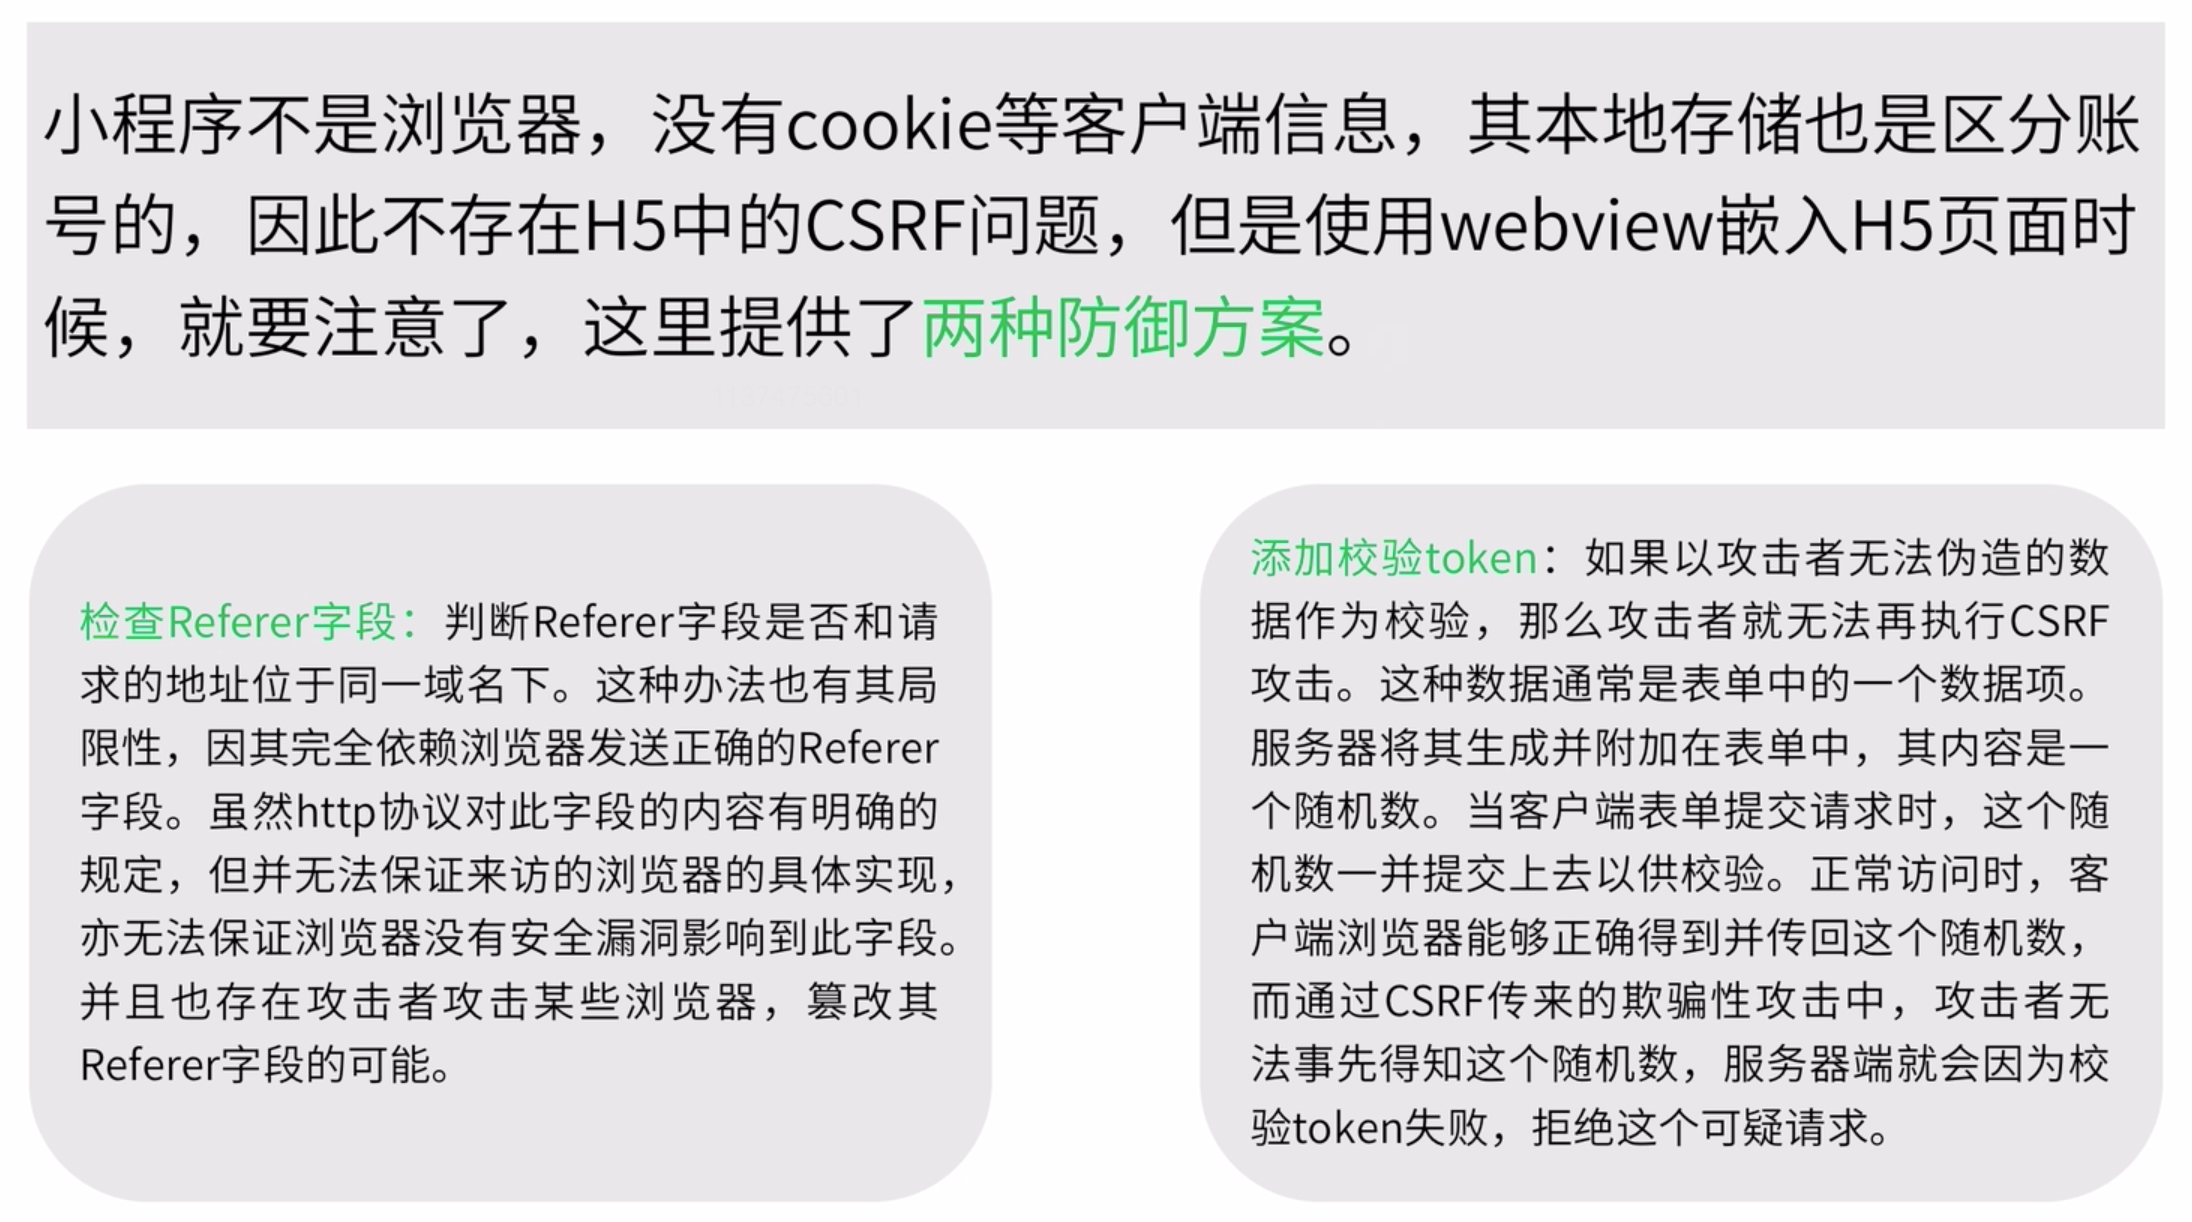 小程序不是浏览器，没有cookie等客户端信息，其本地存储也是区分账
号的，因此不存在H5中的CSRF问题，但是使用webview嵌入H5页面时
候，就要注意了，这里提供了两种防御方案。
检查Referer字段：判断Referer字段是否和请
求的地址位于同一域名下。这种办法也有其局
限性，因其完全依赖浏览器发送正确的Referer
字段。虽然http协议对此字段的内容有明确的
规定，但并无法保证来访的浏览器的具体实现，
亦无法保证浏览器没有安全漏洞影响到此字段。
并且也存在攻击者攻击某些浏览器，篡改其
Referer字段的可能。
添加校验token：如果以攻击者无法伪造的数
据作为校验，那么攻击者就无法再执行CSRF
攻击。这种数据通常是表单中的一个数据项。
服务器将其生成并附加在表单中，其内容是一
个随机数。当客户端表单提交请求时，这个随
机数一并提交上去以供校验。正常访问时，客
户端浏览器能够正确得到并传回这个随机数，
而通过CSRF传来的欺骗性攻击中，攻击者无
法事先得知这个随机数，服务器端就会因为校
验token失败，拒绝这个可疑请求。